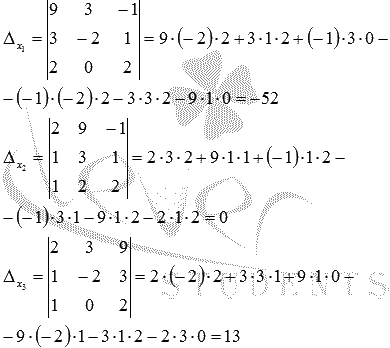 Δx₁ = |9 3 −1; 3 −2 1; 2 0 2| = 9·(−2)·2+3·1·2+(−1)·3·0−
−(−1)·(−2)·2−3·3·2−9·1·0=−52
Δx₂ = |2 9 −1; 1 3 1; 1 2 2| = 2·3·2+9·1·1+(−1)·1·2−
−(−1)·3·1−9·1·2−2·1·2=0
Δx₃ = |2 3 9; 1 −2 3; 1 0 2| = 2·(−2)·2+3·3·1+9·1·0−
−9·(−2)·1−3·1·2−2·3·0=13
STUDENTS